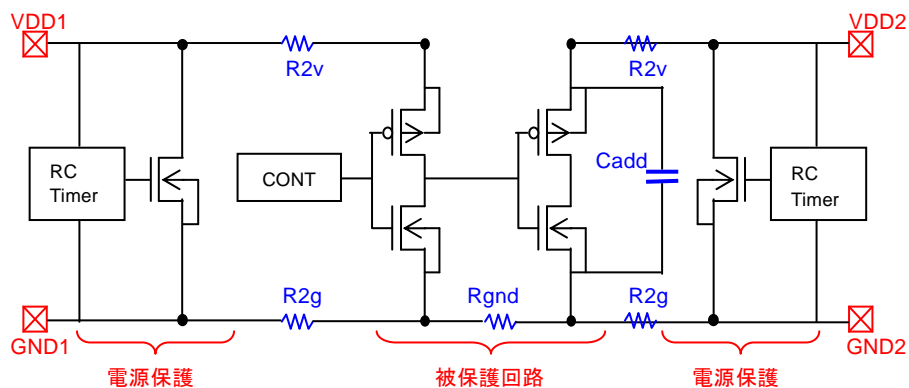 VDD1
VDD2
R2v
R2v
RC
Timer
CONT
Cadd
RC
Timer
R2g
Rgnd
R2g
GND1
GND2
電源保護
被保護回路
電源保護